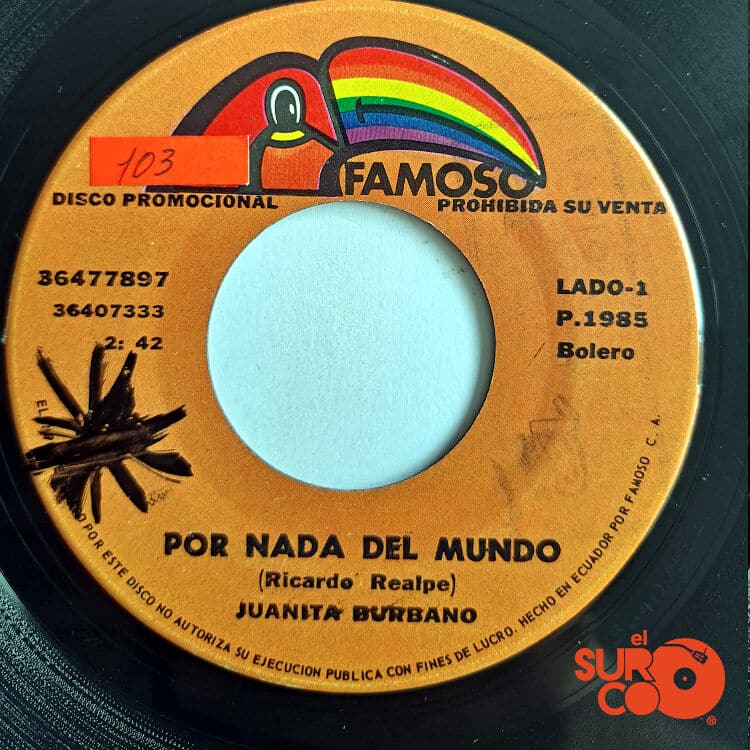 103
FAMOSO
DISCO PROMOCIONAL
PROHIBIDA SU VENTA
36477897
36407333
2: 42
LADO-1
P.1985
Bolero
POR NADA DEL MUNDO
(Ricardo Realpe)
JUANITA BURBANO
O POR ESTE DISCO NO AUTORIZA SU EJECUCION PUBLICA CON FINES DE LUCRO. HECHO EN ECUADOR POR FAMOSO C. A.
el
SURCO
®